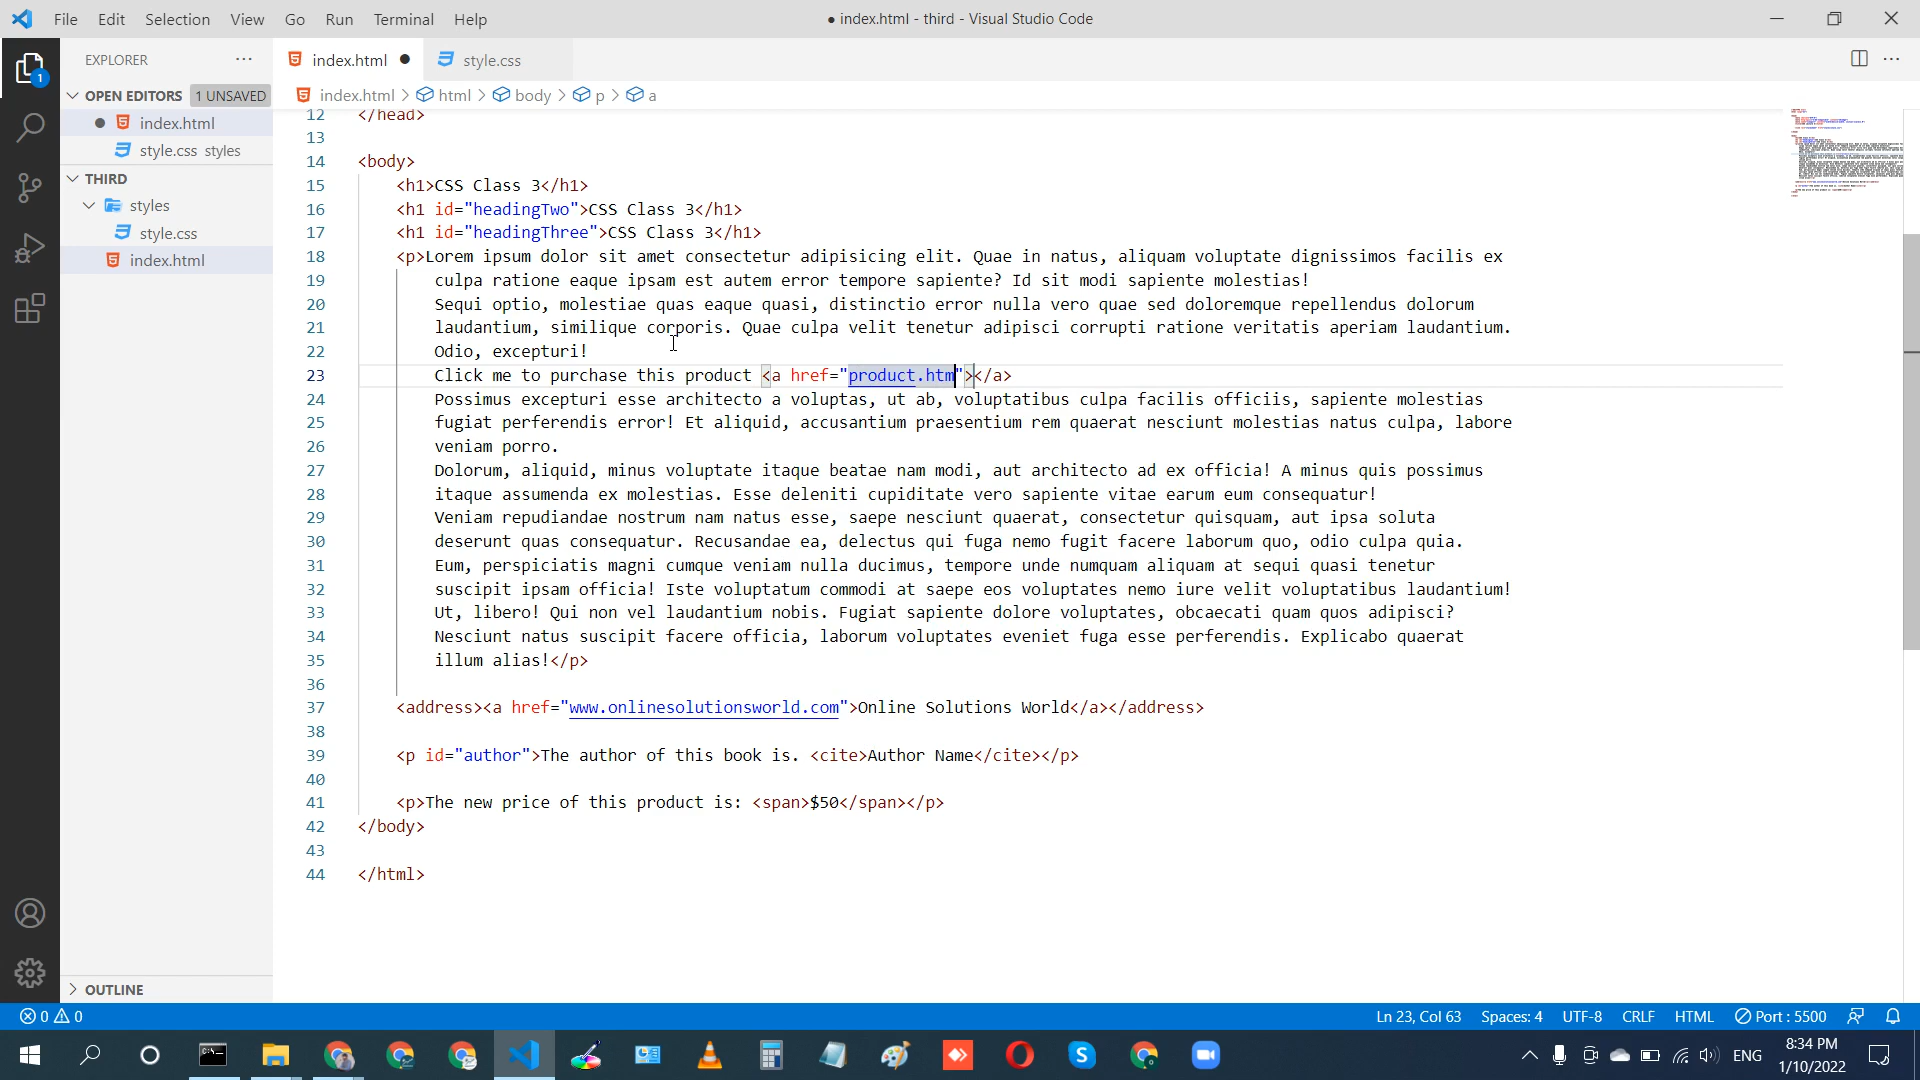 File Edit Selection View Go Run Terminal Help
● index.html - third - Visual Studio Code
EXPLORER
index.html
style.css
OPEN EDITORS 1 UNSAVED
index.html > html > body > p > a
index.html
style.css styles
THIRD
styles
style.css
index.html
OUTLINE
12 </head>
13
14 <body>
15 <h1>CSS Class 3</h1>
16 <h1 id="headingTwo">CSS Class 3</h1>
17 <h1 id="headingThree">CSS Class 3</h1>
18 <p>Lorem ipsum dolor sit amet consectetur adipisicing elit. Quae in natus, aliquam voluptate dignissimos facilis ex
19 culpa ratione eaque ipsam est autem error tempore sapiente? Id sit modi sapiente molestias!
20 Sequi optio, molestiae quas eaque quasi, distinctio error nulla vero quae sed doloremque repellendus dolorum
21 laudantium, similique corporis. Quae culpa velit tenetur adipisci corrupti ratione veritatis aperiam laudantium.
22 Odio, excepturi!
23 Click me to purchase this product <a href="product.htm"></a>
24 Possimus excepturi esse architecto a voluptas, ut ab, voluptatibus culpa facilis officiis, sapiente molestias
25 fugiat perferendis error! Et aliquid, accusantium praesentium rem quaerat nesciunt molestias natus culpa, labore
26 veniam porro.
27 Dolorum, aliquid, minus voluptate itaque beatae nam modi, aut architecto ad ex officia! A minus quis possimus
28 itaque assumenda ex molestias. Esse deleniti cupiditate vero sapiente vitae earum eum consequatur!
29 Veniam repudiandae nostrum nam natus esse, saepe nesciunt quaerat, consectetur quisquam, aut ipsa soluta
30 deserunt quas consequatur. Recusandae ea, delectus qui fuga nemo fugit facere laborum quo, odio culpa quia.
31 Eum, perspiciatis magni cumque veniam nulla ducimus, tempore unde numquam aliquam at sequi quasi tenetur
32 suscipit ipsam officia! Iste voluptatum commodi at saepe eos voluptates nemo iure velit voluptatibus laudantium!
33 Ut, libero! Qui non vel laudantium nobis. Fugiat sapiente dolore voluptates, obcaecati quam quos adipisci?
34 Nesciunt natus suscipit facere officia, laborum voluptates eveniet fuga esse perferendis. Explicabo quaerat
35 illum alias!</p>
36
37 <address><a href="www.onlinesolutionsworld.com">Online Solutions World</a></address>
38
39 <p id="author">The author of this book is. <cite>Author Name</cite></p>
40
41 <p>The new price of this product is: <span>$50</span></p>
42 </body>
43
44 </html>
0 0
Ln 23, Col 63 Spaces: 4 UTF-8 CRLF HTML Port : 5500
ENG
8:34 PM
1/10/2022